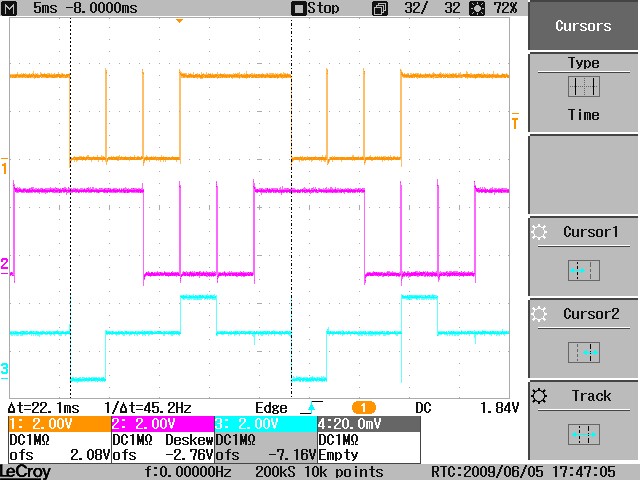 M 5ms -8.0000ms Stop 32/ 32 72%
Cursors
Type
Time
T
1
Cursor1
2
Cursor2
3
Track
Δt=22.1ms 1/Δt=45.2Hz Edge 1 DC 1.84V
1: 2.00V 2: 2.00V 3: 2.00V 4:20.0mV
DC1MΩ DC1MΩ Deskew DC1MΩ DC1MΩ
ofs 2.08V ofs -2.76V ofs -7.16V Empty
LeCroy f:0.00000Hz 200kS 10k points RTC:2009/06/05 17:47:05